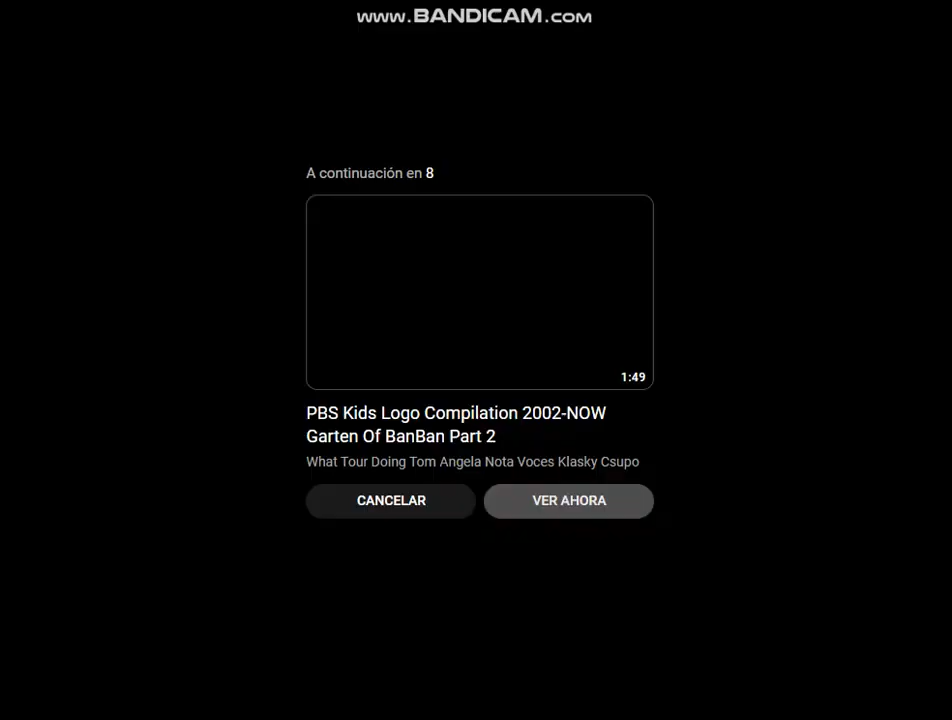 www.BANDICAM.com
A continuación en 8
1:49
PBS Kids Logo Compilation 2002-NOW
Garten Of BanBan Part 2
What Tour Doing Tom Angela Nota Voces Klasky Csupo
CANCELAR
VER AHORA